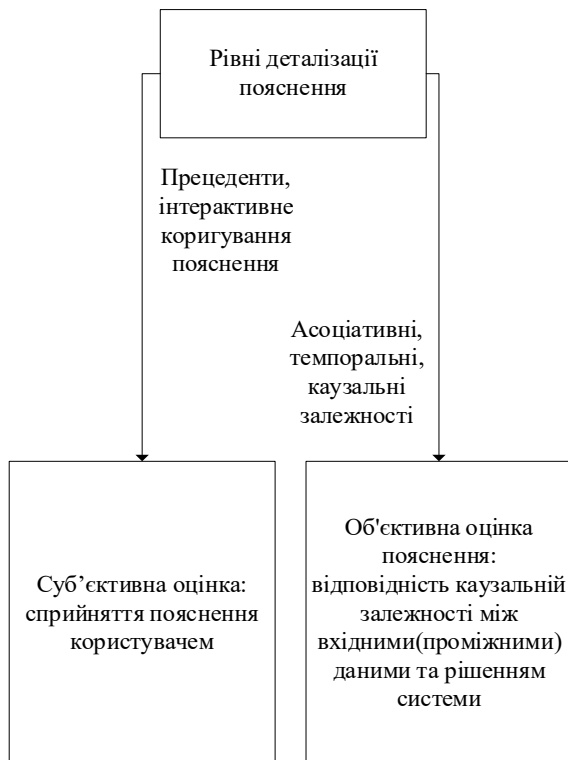 Рівні деталізації
пояснення
Прецеденти,
інтерактивне
коригування
пояснення
Асоціативні,
темпоральні,
каузальні
залежності
Суб’єктивна оцінка:
сприйняття пояснення
користувачем
Об'єктивна оцінка
пояснення:
відповідність каузальній
залежності між
вхідними(проміжними)
даними та рішенням
системи